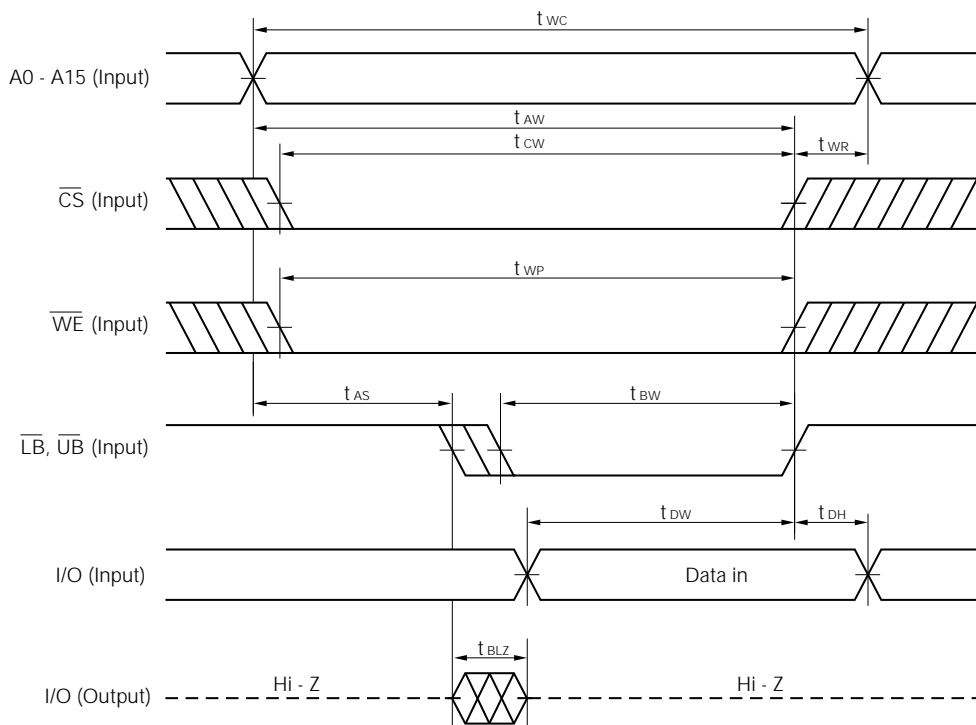 t WC
A0 - A15 (Input)
t AW
t CW
t WR
CS (Input)
t WP
WE (Input)
t AS
t BW
LB, UB (Input)
t DW
t DH
I/O (Input)
Data in
t BLZ
I/O (Output)
Hi - Z
Hi - Z